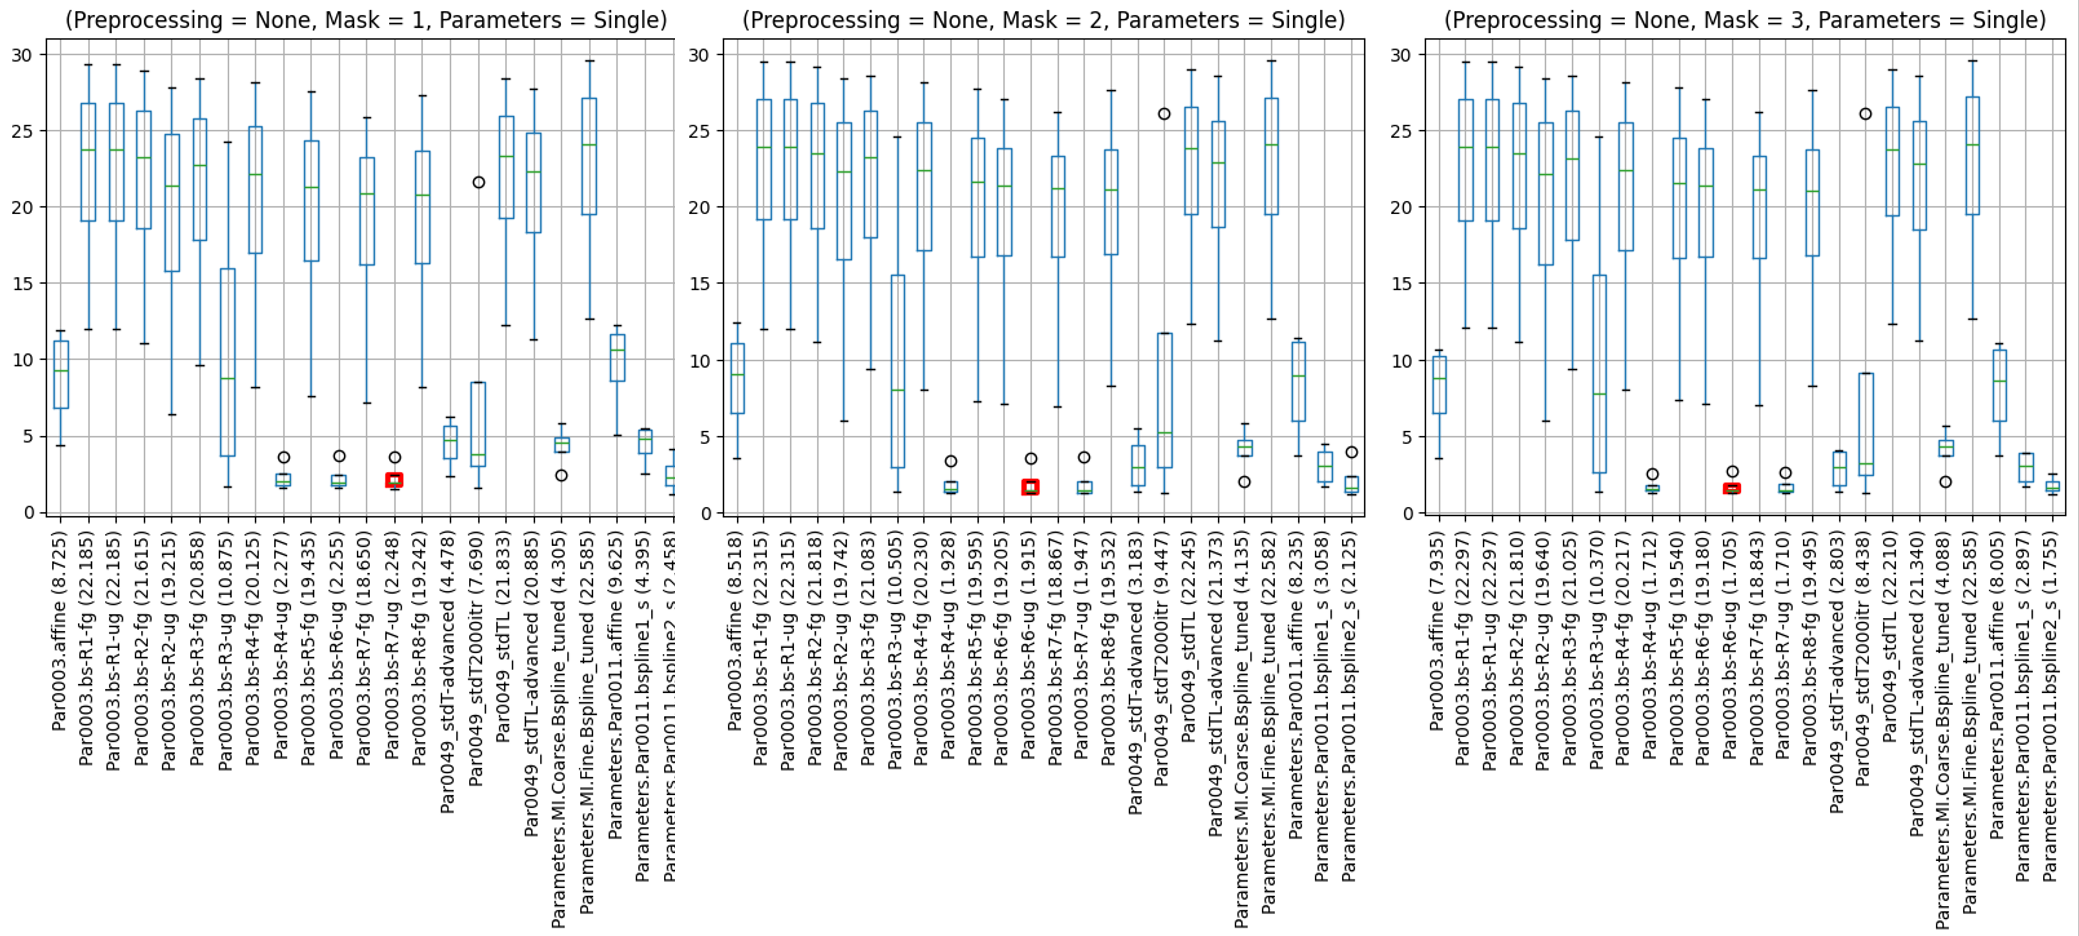 (Preprocessing = None, Mask = 1, Parameters = Single)
30
25
20
15
10
5
0
Par0003.affine (8.725)
Par0003.bs-R1-fg (22.185)
Par0003.bs-R1-ug (22.185)
Par0003.bs-R2-fg (21.615)
Par0003.bs-R2-ug (19.215)
Par0003.bs-R3-fg (20.858)
Par0003.bs-R3-ug (10.875)
Par0003.bs-R4-fg (20.125)
Par0003.bs-R4-ug (2.277)
Par0003.bs-R5-fg (19.435)
Par0003.bs-R6-ug (2.255)
Par0003.bs-R7-fg (18.650)
Par0003.bs-R7-ug (2.248)
Par0003.bs-R8-fg (19.242)
Par0049_stdT-advanced (4.478)
Par0049_stdT2000itr (7.690)
Par0049_stdTL (21.833)
Par0049_stdTL-advanced (20.885)
Parameters.MI.Coarse.Bspline_tuned (4.305)
Parameters.MI.Fine.Bspline_tuned (22.585)
Parameters.Par0011.affine (9.625)
Parameters.Par0011.bspline1_s (4.395)
Parameters.Par0011.bspline2_s (2.458)
(Preprocessing = None, Mask = 2, Parameters = Single)
30
25
20
15
10
5
0
Par0003.affine (8.518)
Par0003.bs-R1-fg (22.315)
Par0003.bs-R1-ug (22.315)
Par0003.bs-R2-fg (21.818)
Par0003.bs-R2-ug (19.742)
Par0003.bs-R3-fg (21.083)
Par0003.bs-R3-ug (10.505)
Par0003.bs-R4-fg (20.230)
Par0003.bs-R4-ug (1.928)
Par0003.bs-R5-fg (19.595)
Par0003.bs-R6-fg (19.205)
Par0003.bs-R6-ug (1.915)
Par0003.bs-R7-fg (18.867)
Par0003.bs-R7-ug (1.947)
Par0003.bs-R8-fg (19.532)
Par0049_stdT-advanced (3.183)
Par0049_stdT2000itr (9.447)
Par0049_stdTL (22.245)
Par0049_stdTL-advanced (21.373)
Parameters.MI.Coarse.Bspline_tuned (4.135)
Parameters.MI.Fine.Bspline_tuned (22.582)
Parameters.Par0011.affine (8.235)
Parameters.Par0011.bspline1_s (3.058)
Parameters.Par0011.bspline2_s (2.125)
(Preprocessing = None, Mask = 3, Parameters = Single)
30
25
20
15
10
5
0
Par0003.affine (7.935)
Par0003.bs-R1-fg (22.297)
Par0003.bs-R1-ug (22.297)
Par0003.bs-R2-fg (21.810)
Par0003.bs-R2-ug (19.640)
Par0003.bs-R3-fg (21.025)
Par0003.bs-R3-ug (10.370)
Par0003.bs-R4-fg (20.217)
Par0003.bs-R4-ug (1.712)
Par0003.bs-R5-fg (19.540)
Par0003.bs-R6-fg (19.180)
Par0003.bs-R6-ug (1.705)
Par0003.bs-R7-fg (18.843)
Par0003.bs-R7-ug (1.710)
Par0003.bs-R8-fg (19.495)
Par0049_stdT-advanced (2.803)
Par0049_stdT2000itr (8.438)
Par0049_stdTL (22.210)
Par0049_stdTL-advanced (21.340)
Parameters.MI.Coarse.Bspline_tuned (4.088)
Parameters.MI.Fine.Bspline_tuned (22.585)
Parameters.Par0011.affine (8.005)
Parameters.Par0011.bspline1_s (2.897)
Parameters.Par0011.bspline2_s (1.755)